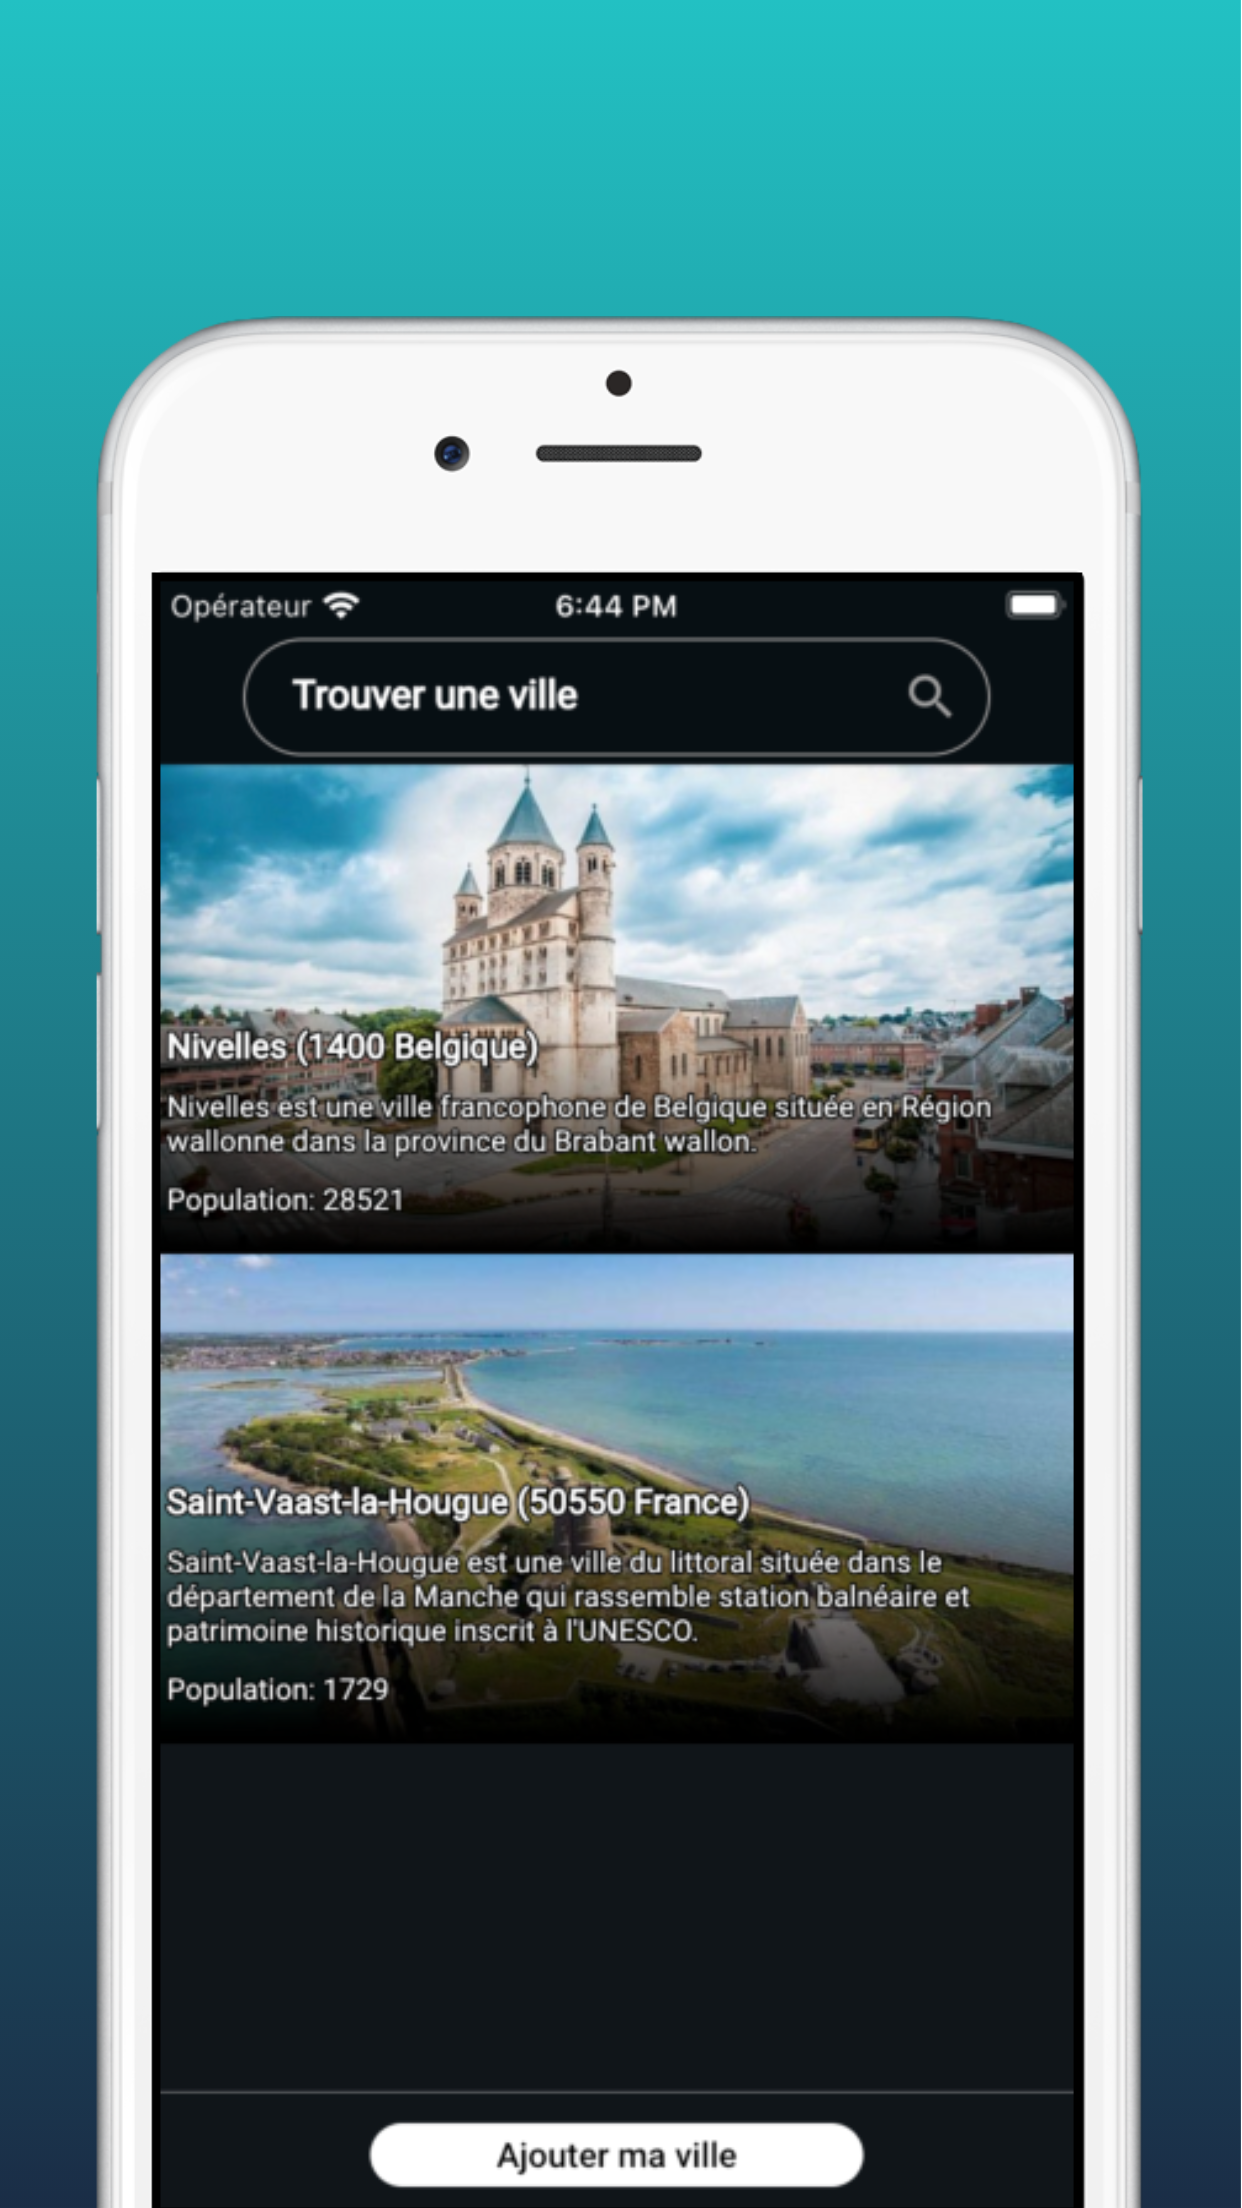 Opérateur 6:44 PM
Trouver une ville
Nivelles (1400 Belgique)
Nivelles est une ville francophone de Belgique située en Région
wallonne dans la province du Brabant wallon.
Population: 28521
Saint-Vaast-la-Hougue (50550 France)
Saint-Vaast-la-Hougue est une ville du littoral située dans le
département de la Manche qui rassemble station balnéaire et
patrimoine historique inscrit à l'UNESCO.
Population: 1729
Ajouter ma ville